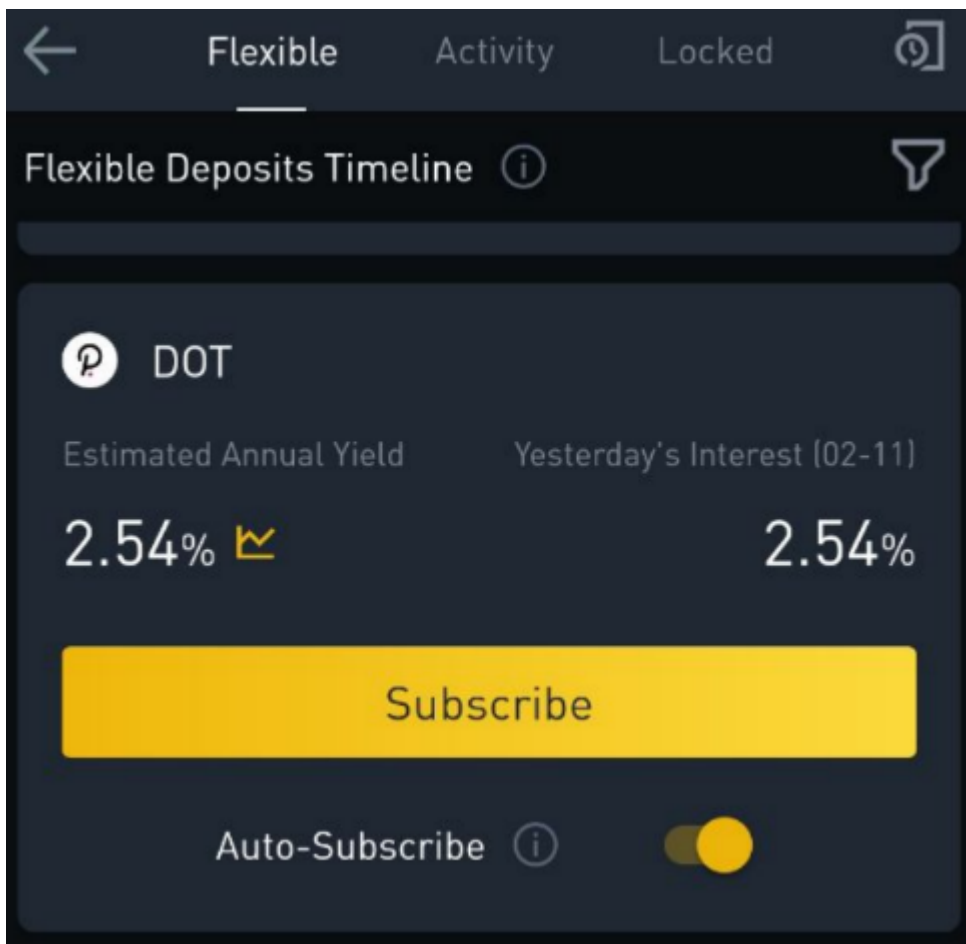 Flexible Activity Locked
Flexible Deposits Timeline
DOT
Estimated Annual Yield Yesterday's Interest (02-11)
2.54% 2.54%
Subscribe
Auto-Subscribe